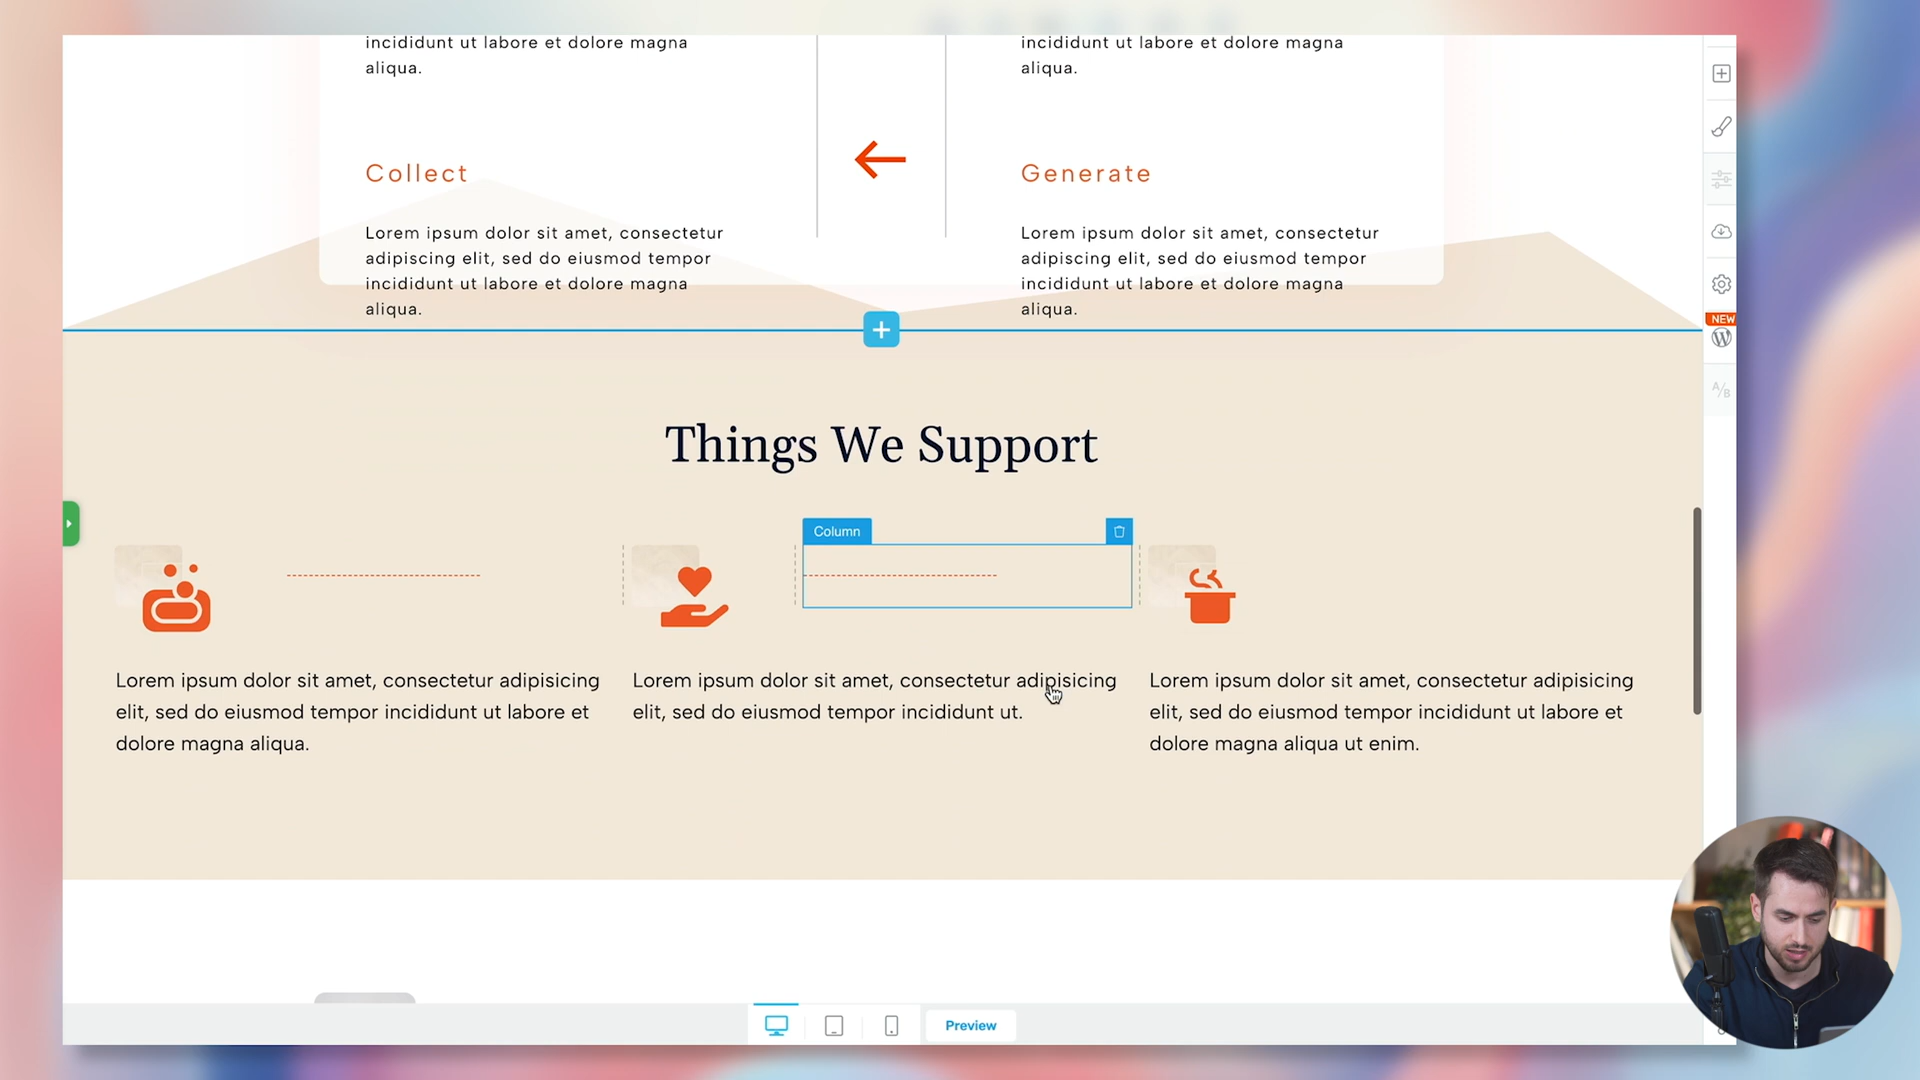 incididunt ut labore et dolore magna
aliqua.
incididunt ut labore et dolore magna
aliqua.
Collect
Generate
Lorem ipsum dolor sit amet, consectetur
adipiscing elit, sed do eiusmod tempor
incididunt ut labore et dolore magna
aliqua.
Lorem ipsum dolor sit amet, consectetur
adipiscing elit, sed do eiusmod tempor
incididunt ut labore et dolore magna
aliqua.
NEW
A/B
Things We Support
Column
Lorem ipsum dolor sit amet, consectetur adipisicing
elit, sed do eiusmod tempor incididunt ut labore et
dolore magna aliqua.
Lorem ipsum dolor sit amet, consectetur adipisicing
elit, sed do eiusmod tempor incididunt ut.
Lorem ipsum dolor sit amet, consectetur adipisicing
elit, sed do eiusmod tempor incididunt ut labore et
dolore magna aliqua ut enim.
Preview